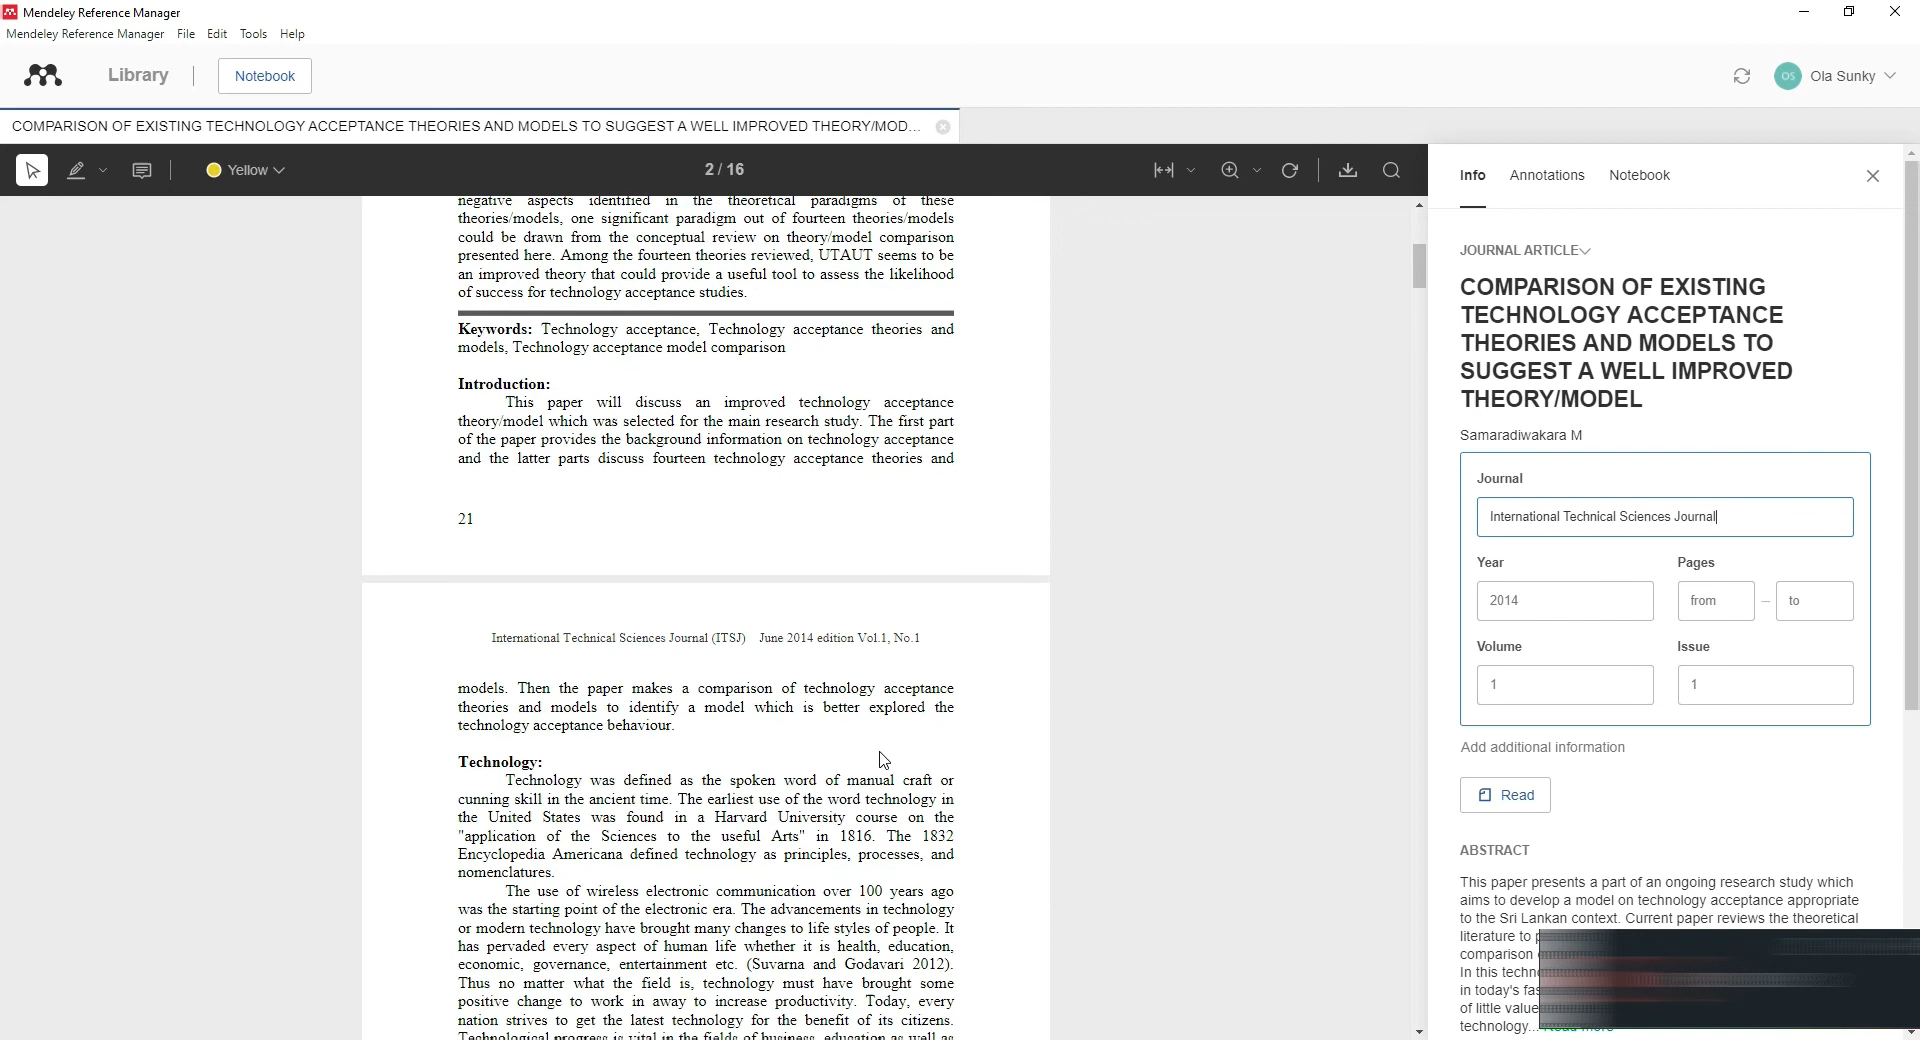 Mendeley Reference Manager
Mendeley Reference Manager File Edit Tools Help
Library
Notebook
OS Ola Sunky
COMPARISON OF EXISTING TECHNOLOGY ACCEPTANCE THEORIES AND MODELS TO SUGGEST A WELL IMPROVED THEORY/MOD...
Yellow
2 / 16
negative aspects identified in the theoretical paradigms of these
theories/models, one significant paradigm out of fourteen theories/models
could be drawn from the conceptual review on theory/model comparison
presented here. Among the fourteen theories reviewed, UTAUT seems to be
an improved theory that could provide a useful tool to assess the likelihood
of success for technology acceptance studies.
Keywords: Technology acceptance, Technology acceptance theories and
models, Technology acceptance model comparison
Introduction:
This paper will discuss an improved technology acceptance
theory/model which was selected for the main research study. The first part
of the paper provides the background information on technology acceptance
and the latter parts discuss fourteen technology acceptance theories and
21
International Technical Sciences Journal (ITSJ) June 2014 edition Vol.1, No.1
models. Then the paper makes a comparison of technology acceptance
theories and models to identify a model which is better explored the
technology acceptance behaviour.
Technology:
Technology was defined as the spoken word of manual craft or
cunning skill in the ancient time. The earliest use of the word technology in
the United States was found in a Harvard University course on the
"application of the Sciences to the useful Arts" in 1816. The 1832
Encyclopedia Americana defined technology as principles, processes, and
nomenclatures.
The use of wireless electronic communication over 100 years ago
was the starting point of the electronic era. The advancements in technology
or modern technology have brought many changes to life styles of people. It
has pervaded every aspect of human life whether it is health, education,
economic, governance, entertainment etc. (Suvarna and Godavari 2012).
Thus no matter what the field is, technology must have brought some
positive change to work in away to increase productivity. Today, every
nation strives to get the latest technology for the benefit of its citizens.
Technological progress is vital in the fields of business, education as well as
Info Annotations Notebook
JOURNAL ARTICLE
COMPARISON OF EXISTING
TECHNOLOGY ACCEPTANCE
THEORIES AND MODELS TO
SUGGEST A WELL IMPROVED
THEORY/MODEL
Samaradiwakara M
Journal
International Technical Sciences Journal
Year Pages
2014 from – to
Volume Issue
1 1
Add additional information
Read
ABSTRACT
This paper presents a part of an ongoing research study which
aims to develop a model on technology acceptance appropriate
to the Sri Lankan context. Current paper reviews the theoretical
literature to
comparison
In this
in today's
of little value
technology...